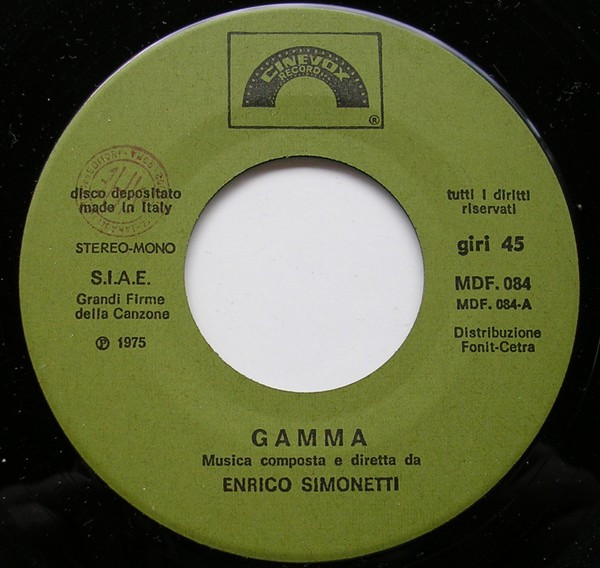 CINEVOX
RECORD
®
disco depositato
made in Italy
STEREO-MONO
S.I.A.E.
Grandi Firme
della Canzone
℗ 1975
tutti i diritti
riservati
giri 45
MDF. 084
MDF. 084-A
Distribuzione
Fonit-Cetra
GAMMA
Musica composta e diretta da
ENRICO SIMONETTI